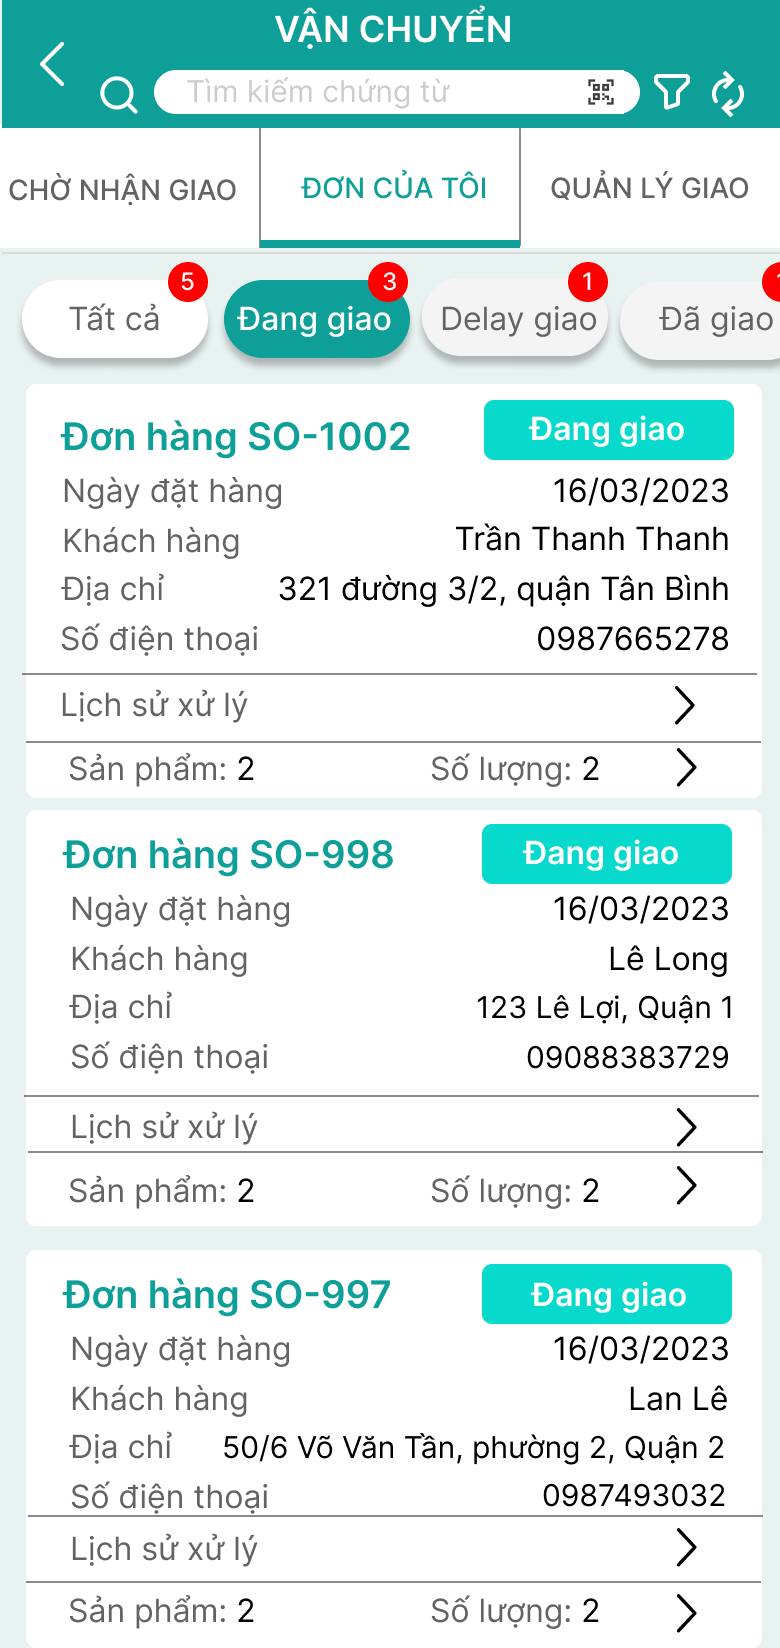 VẬN CHUYỂN
Tìm kiếm chứng từ
CHỜ NHẬN GIAO ĐƠN CỦA TÔI QUẢN LÝ GIAO
5 3 1
Tất cả Đang giao Delay giao Đã giao
Đơn hàng SO-1002 Đang giao
Ngày đặt hàng 16/03/2023
Khách hàng Trần Thanh Thanh
Địa chỉ 321 đường 3/2, quận Tân Bình
Số điện thoại 0987665278
Lịch sử xử lý
Sản phẩm: 2 Số lượng: 2
Đơn hàng SO-998 Đang giao
Ngày đặt hàng 16/03/2023
Khách hàng Lê Long
Địa chỉ 123 Lê Lợi, Quận 1
Số điện thoại 09088383729
Lịch sử xử lý
Sản phẩm: 2 Số lượng: 2
Đơn hàng SO-997 Đang giao
Ngày đặt hàng 16/03/2023
Khách hàng Lan Lê
Địa chỉ 50/6 Võ Văn Tần, phường 2, Quận 2
Số điện thoại 0987493032
Lịch sử xử lý
Sản phẩm: 2 Số lượng: 2